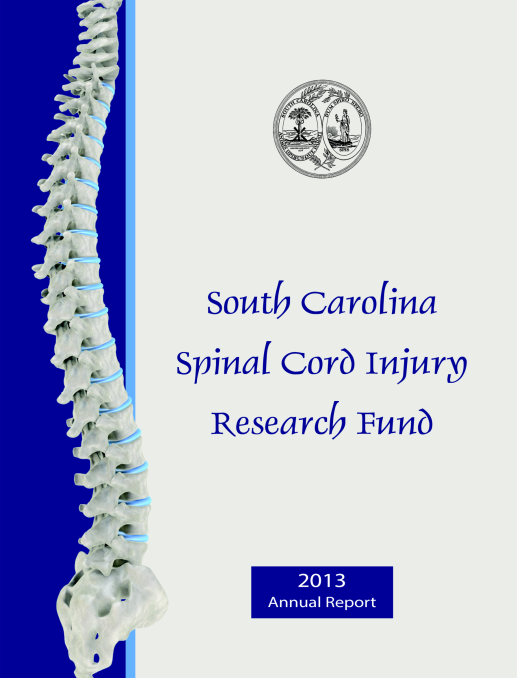 SOUTH CAROLINA
DUM SPIRO SPERO
South Carolina
Spinal Cord Injury
Research Fund
2013
Annual Report